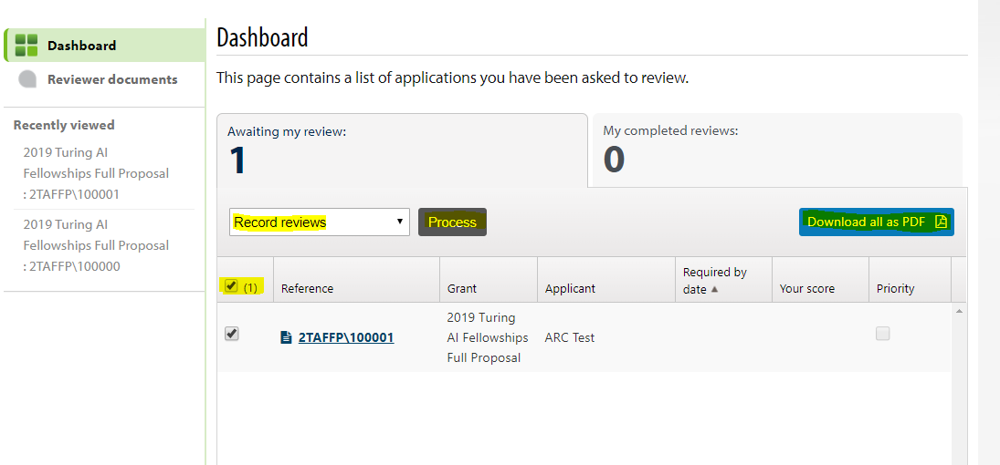 Dashboard
Reviewer documents
Recently viewed
2019 Turing AI
Fellowships Full Proposal
: 2TAFFP\100001
2019 Turing AI
Fellowships Full Proposal
: 2TAFFP\100000
Dashboard
This page contains a list of applications you have been asked to review.
Awaiting my review:
1
My completed reviews:
0
Record reviews
Process
Download all as PDF
(1)
Reference
Grant
Applicant
Required by
date
Your score
Priority
2TAFFP\100001
2019 Turing
AI Fellowships
Full Proposal
ARC Test